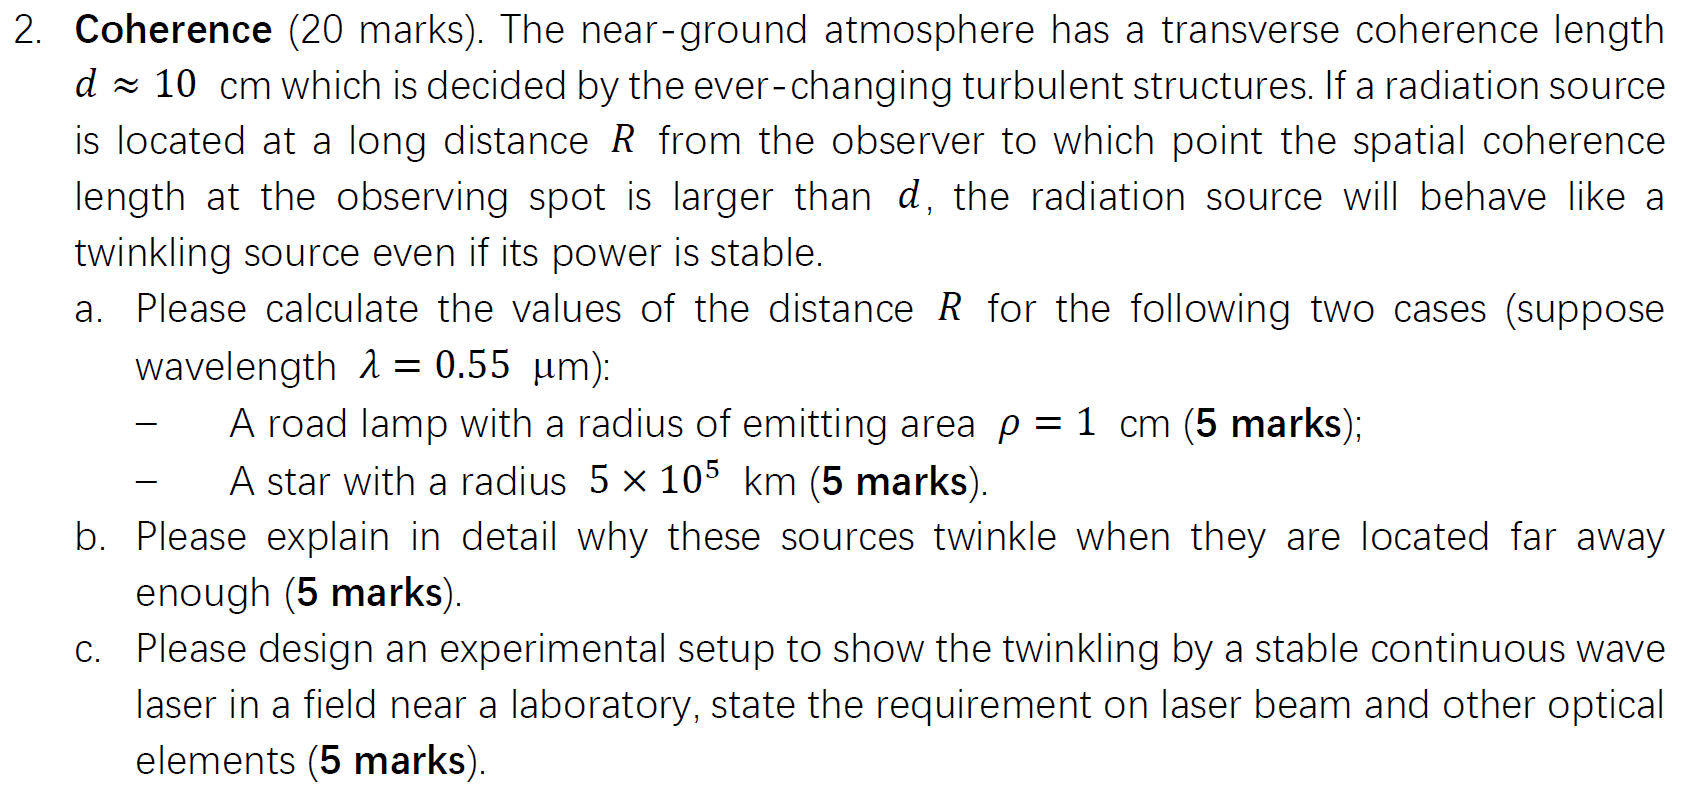 2. Coherence (20 marks). The near-ground atmosphere has a transverse coherence length
d ≈ 10 cm which is decided by the ever-changing turbulent structures. If a radiation source
is located at a long distance R from the observer to which point the spatial coherence
length at the observing spot is larger than d, the radiation source will behave like a
twinkling source even if its power is stable.
a. Please calculate the values of the distance R for the following two cases (suppose
wavelength λ = 0.55 μm):
– A road lamp with a radius of emitting area ρ = 1 cm (5 marks);
– A star with a radius 5 × 10⁵ km (5 marks).
b. Please explain in detail why these sources twinkle when they are located far away
enough (5 marks).
c. Please design an experimental setup to show the twinkling by a stable continuous wave
laser in a field near a laboratory, state the requirement on laser beam and other optical
elements (5 marks).